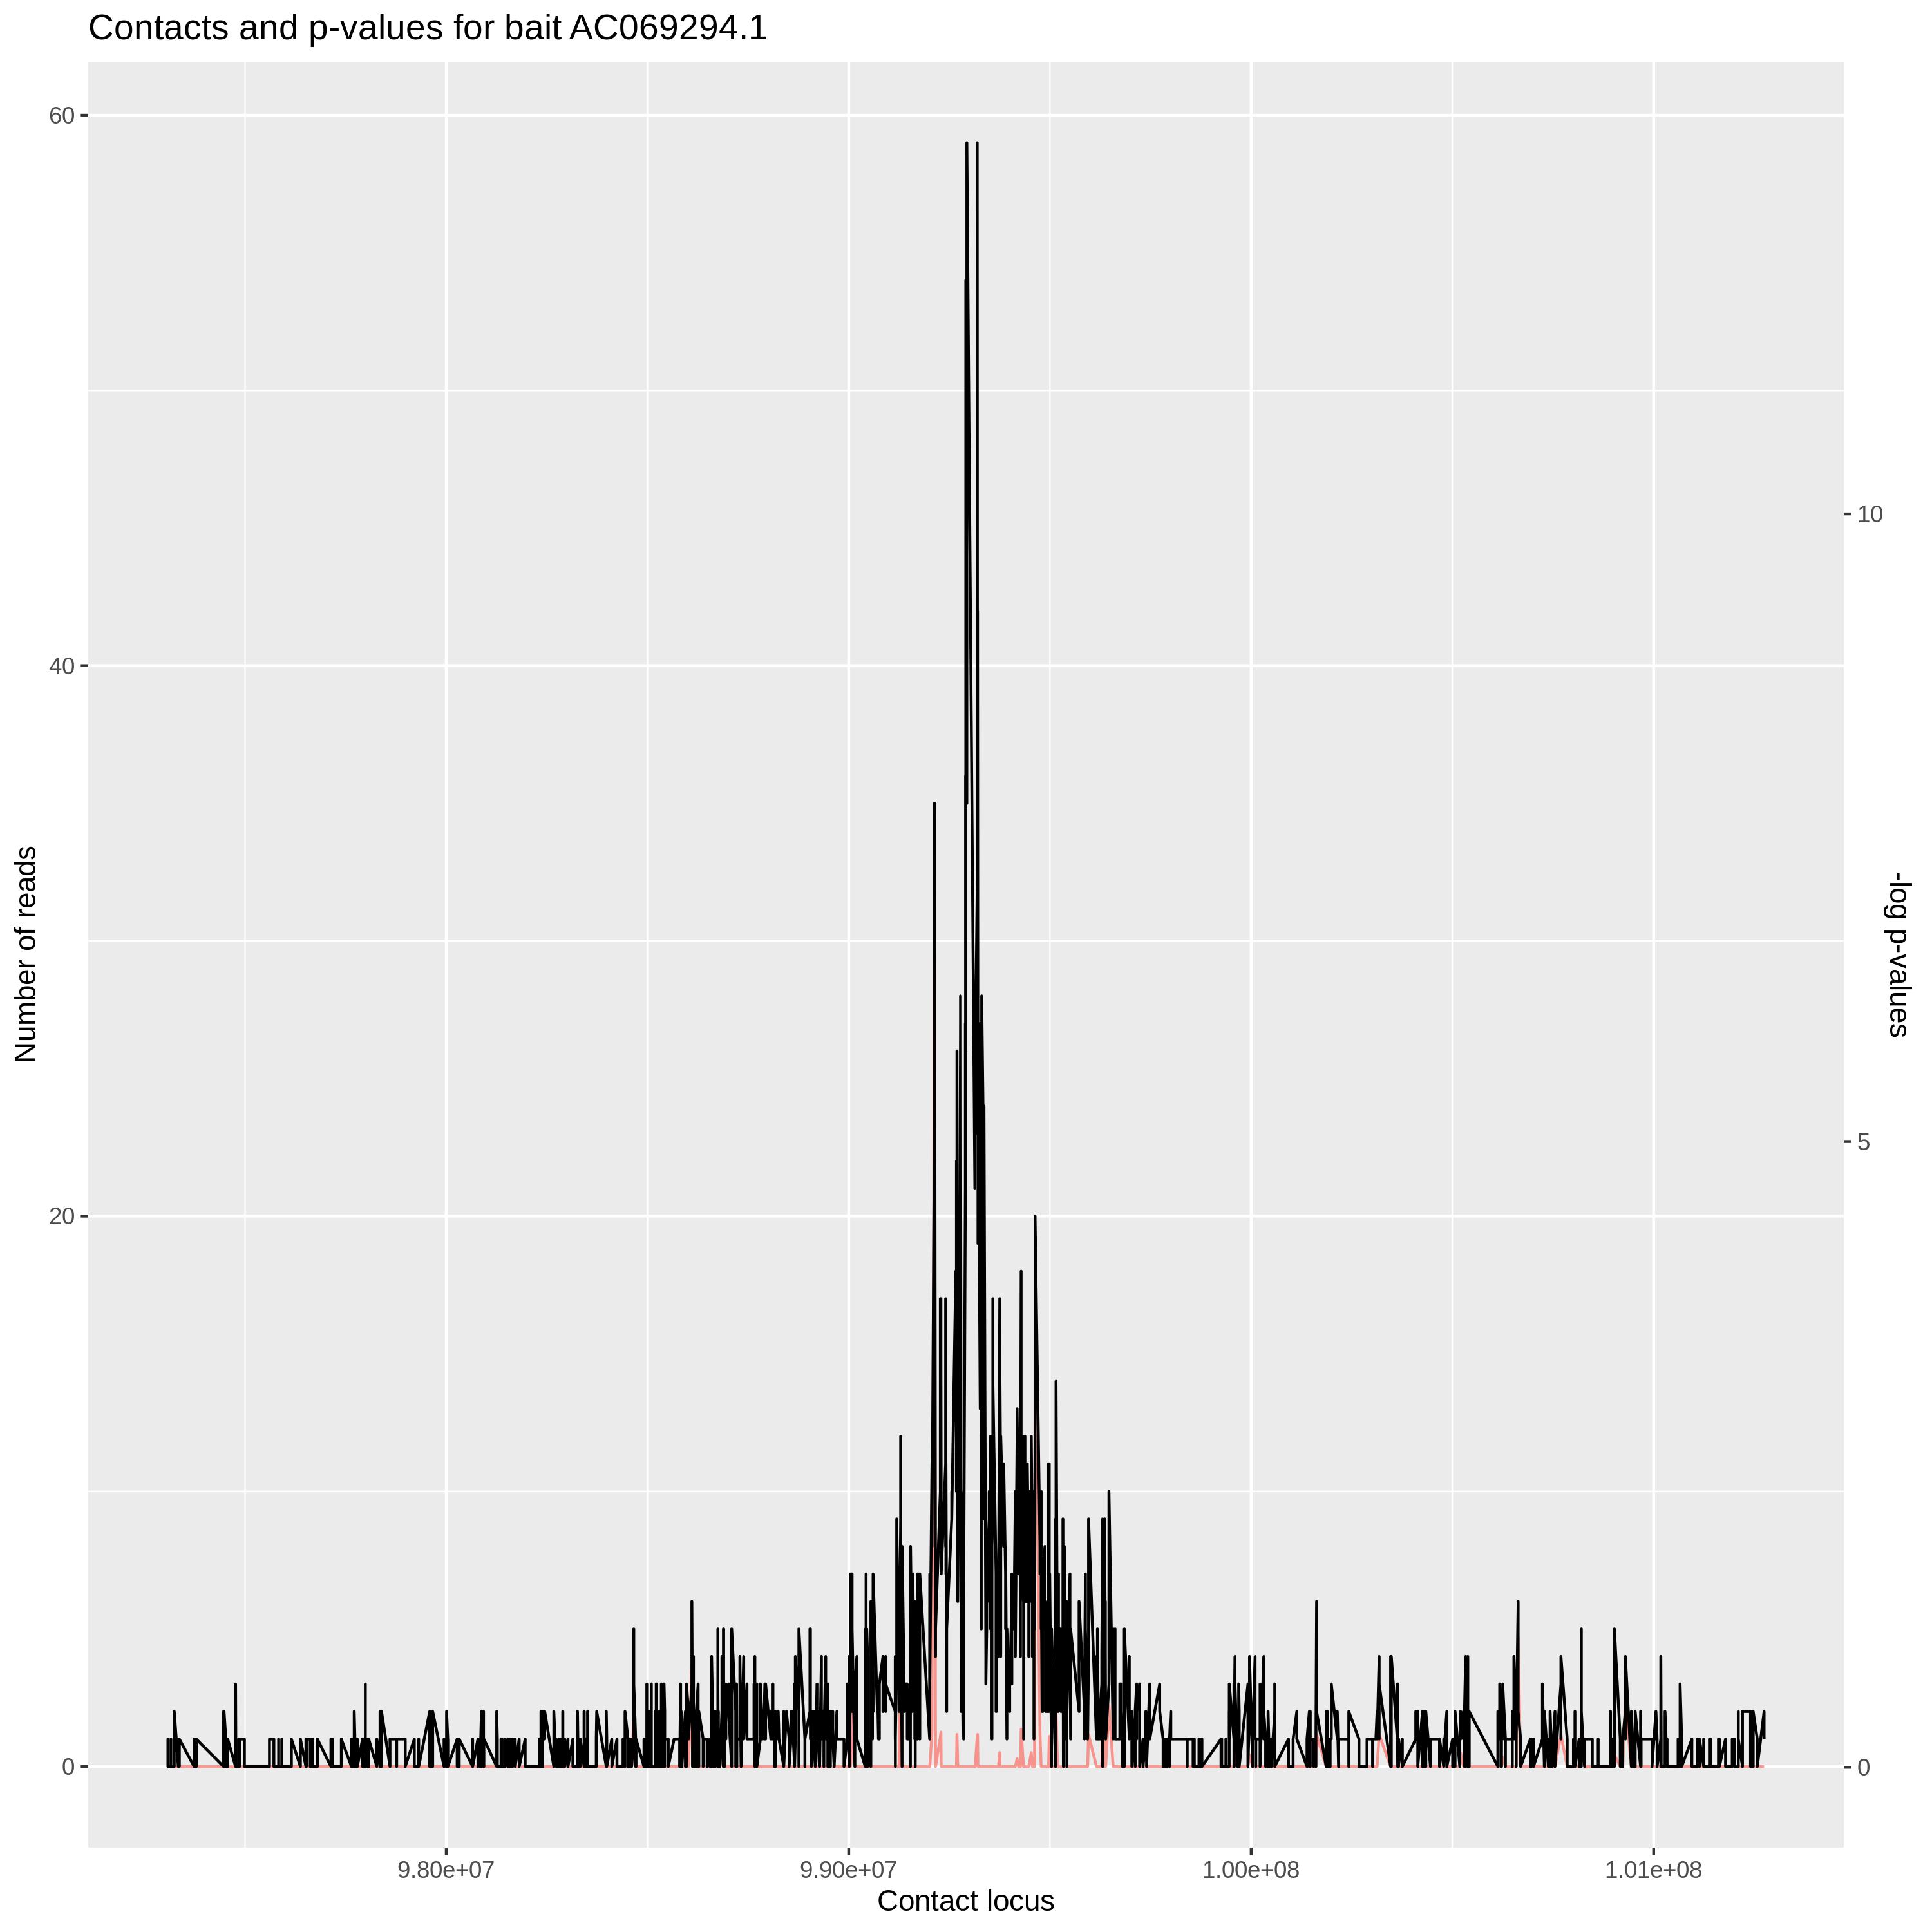 Contacts and p-values for bait AC069294.1
60
40
20
0
10
5
0
Number of reads
-log p-values
9.80e+07
9.90e+07
1.00e+08
1.01e+08
Contact locus